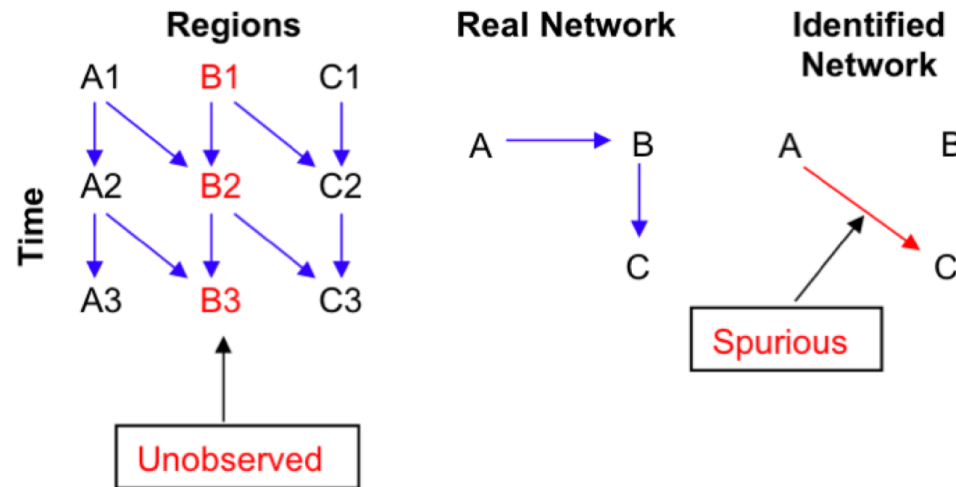 Regions
Real Network
Identified
Network
A1 B1 C1
A2 B2 C2
A3 B3 C3
Time
A B
C
A B
C
Spurious
Unobserved